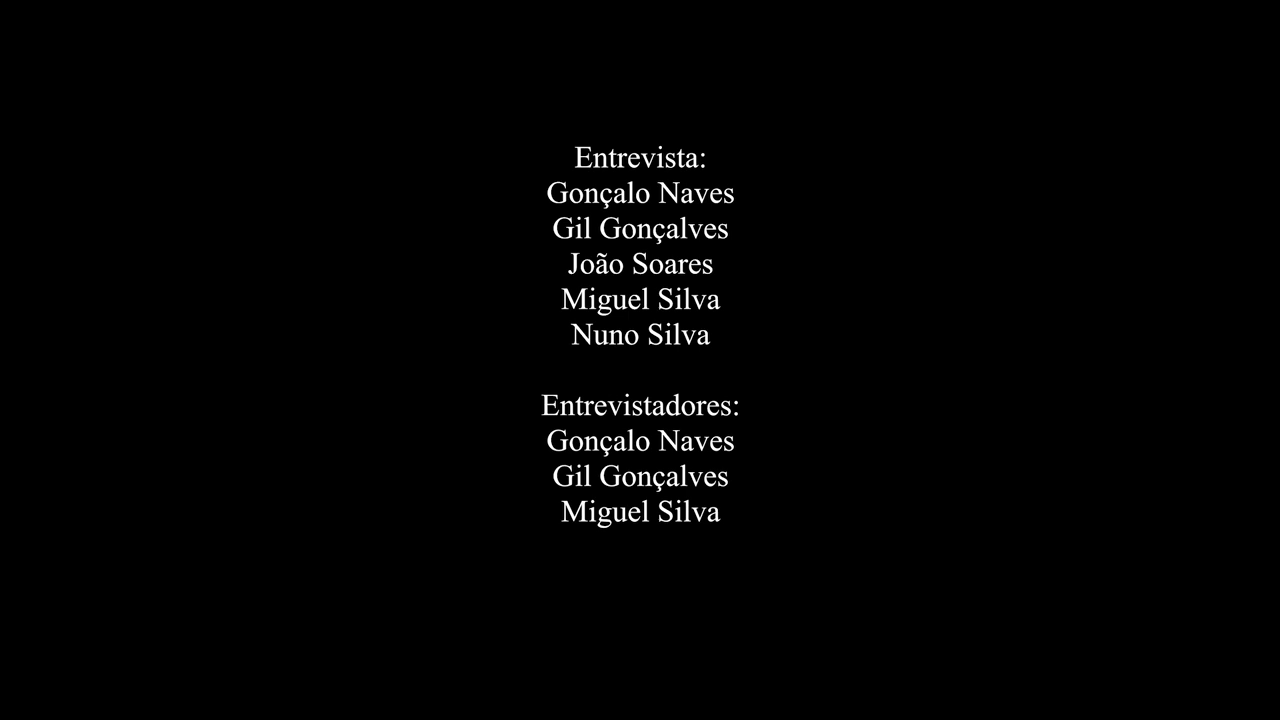 Entrevista:
Gonçalo Naves
Gil Gonçalves
João Soares
Miguel Silva
Nuno Silva
Entrevistadores:
Gonçalo Naves
Gil Gonçalves
Miguel Silva